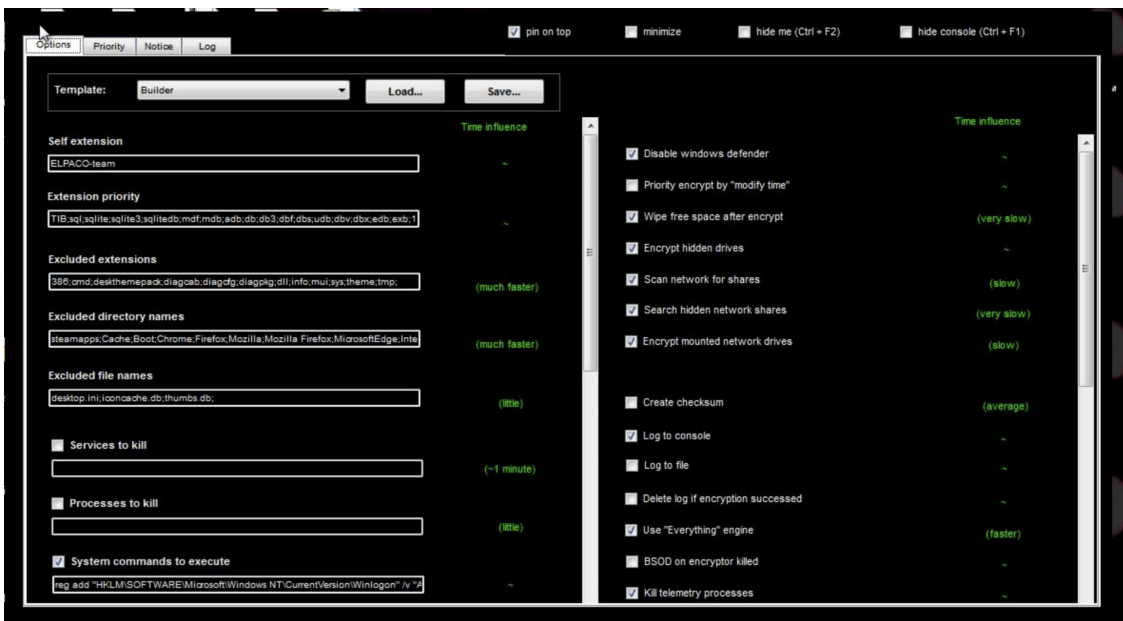 pin on top minimize hide me (Ctrl + F2) hide console (Ctrl + F1)
Options Priority Notice Log
Template: Builder Load... Save...
Time influence
Self extension
ELPACO-team ~
Extension priority
TIB;sql;sqlite;sqlite3;sqlitedb;mdf;mdb;adb;db;db3;dbf;dbs;udb;dbv;dbx;edb;exb;1 ~
Excluded extensions
386;cmd;deskthemepack;diagcab;diagcfg;diagpkg;dll;info;mui;sys;theme;tmp; (much faster)
Excluded directory names
steamapps;Cache;Boot;Chrome;Firefox;Mozilla;Mozilla Firefox;MicrosoftEdge;Inte (much faster)
Excluded file names
desktop.ini;iconcache.db;thumbs.db; (little)
Services to kill
(~1 minute)
Processes to kill
(little)
System commands to execute
reg add "HKLM\SOFTWARE\Microsoft\Windows NT\CurrentVersion\Winlogon" /v "A ~
Time influence
Disable windows defender ~
Priority encrypt by "modify time" ~
Wipe free space after encrypt (very slow)
Encrypt hidden drives ~
Scan network for shares (slow)
Search hidden network shares (very slow)
Encrypt mounted network drives (slow)
Create checksum (average)
Log to console ~
Log to file ~
Delete log if encryption successed ~
Use "Everything" engine (faster)
BSOD on encryptor killed ~
Kill telemetry processes ~